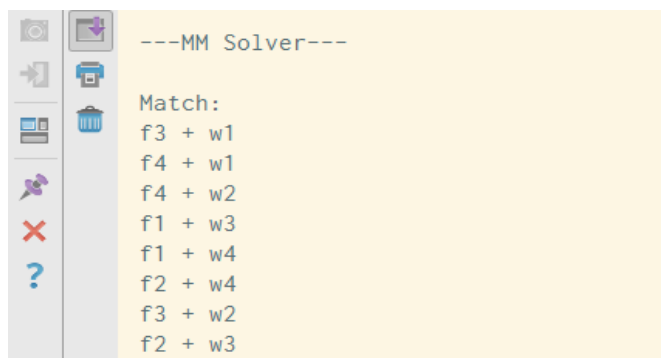 ---MM Solver---
Match:
f3 + w1
f4 + w1
f4 + w2
f1 + w3
f1 + w4
f2 + w4
f3 + w2
f2 + w3